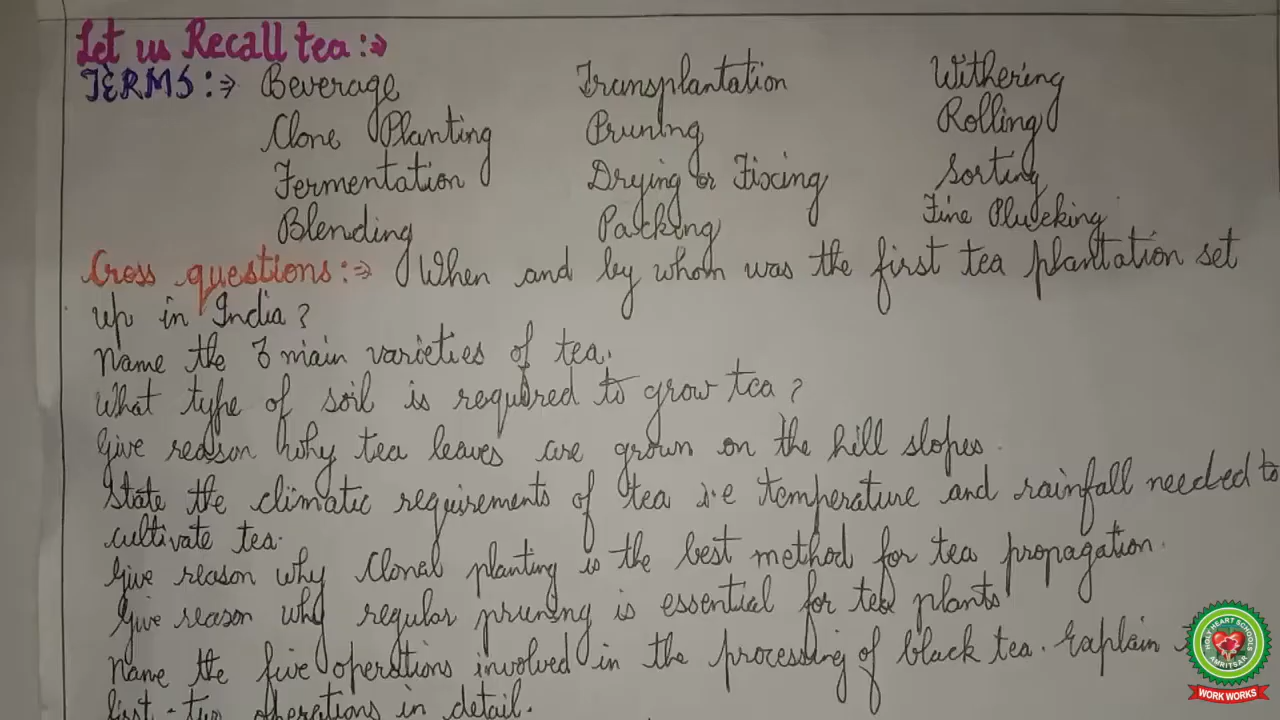 Let us Recall tea :⇒
TERMS :⇒ Beverage Transplantation Withering
Clone Planting Pruning Rolling
Fermentation Drying or Fixing Sorting
Blending Packing Fine Plucking
Cross questions :⇒ When and by whom was the first tea plantation set
up in India?
Name the 3 main varieties of tea.
What type of soil is required to grow tea?
Give reason why tea leaves are grown on the hill slopes.
State the climatic requirements of tea i.e temperature and rainfall needed to
cultivate tea.
Give reason why Clonal planting is the best method for tea propagation.
Give reason why regular pruning is essential for tea plants
Name the five operations involved in the processing of black tea. Explain
first-two operations in detail.
HOLY HEART SCHOOLS
AMRITSAR
WORK WORKS